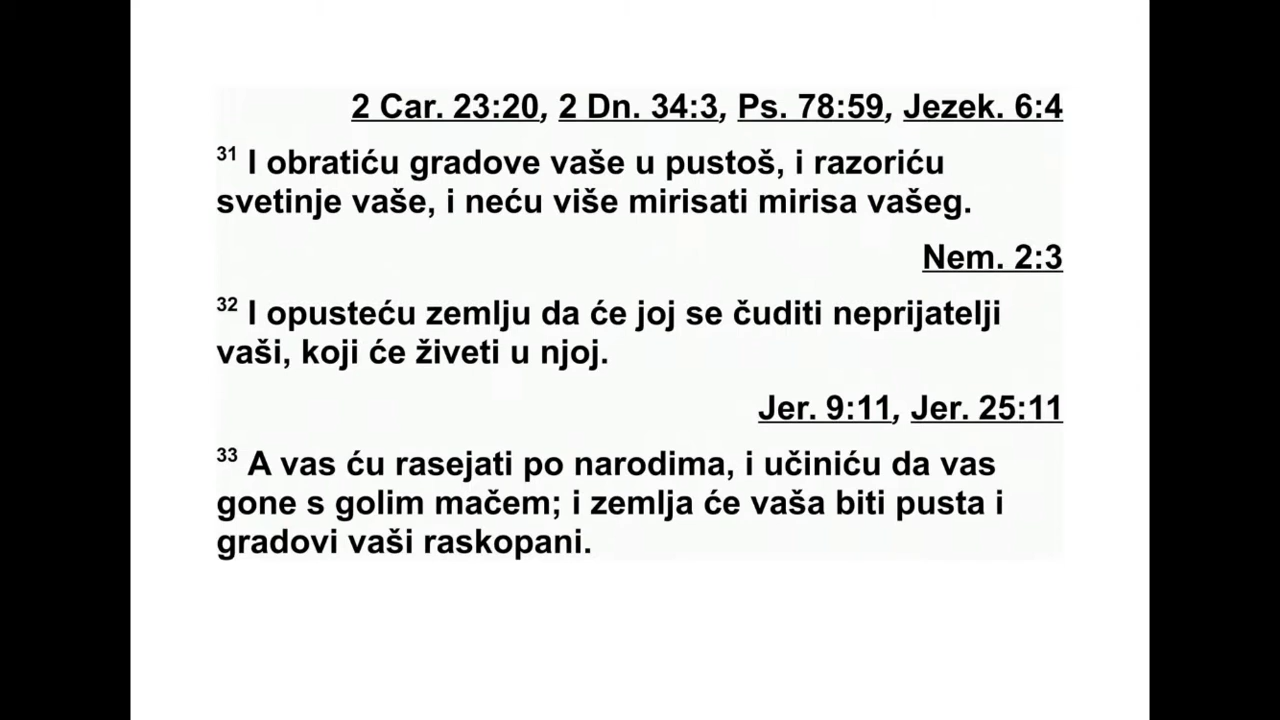 2 Car. 23:20, 2 Dn. 34:3, Ps. 78:59, Jezek. 6:4
31 I obratiću gradove vaše u pustoš, i razoriću
svetinje vaše, i neću više mirisati mirisa vašeg.
Nem. 2:3
32 I opusteću zemlju da će joj se čuditi neprijatelji
vaši, koji će živeti u njoj.
Jer. 9:11, Jer. 25:11
33 A vas ću rasejati po narodima, i učiniću da vas
gone s golim mačem; i zemlja će vaša biti pusta i
gradovi vaši raskopani.